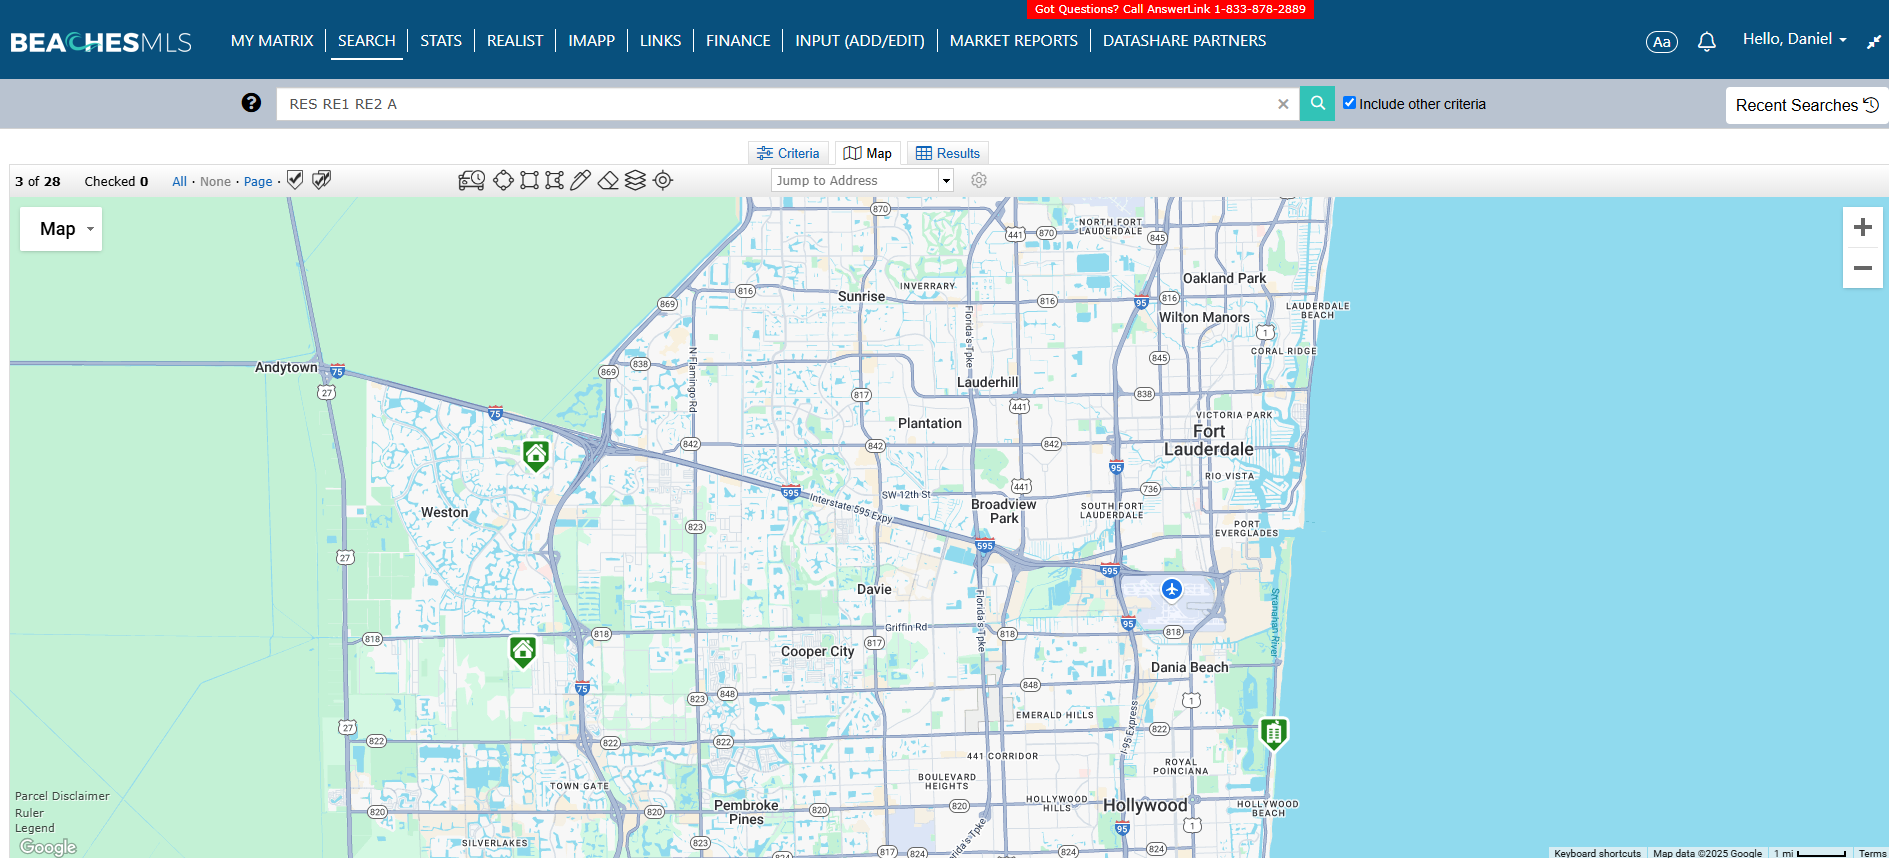 Got Questions? Call AnswerLink 1-833-878-2889
BEACHESMLS
MY MATRIX
SEARCH
STATS
REALIST
IMAPP
LINKS
FINANCE
INPUT (ADD/EDIT)
MARKET REPORTS
DATASHARE PARTNERS
Aa
Hello, Daniel
RES RE1 RE2 A
Include other criteria
Recent Searches
Criteria
Map
Results
3 of 28
Checked 0
All · None · Page ·
Jump to Address
Map
870
441
870
NORTH FORT
LAUDERDALE
845
Oakland Park
INVERRARY
816
Sunrise
869
816
95
816
LAUDERDALE
BEACH
Wilton Manors
Florida's Tpke
1
CORAL RIDGE
N Flamingo Rd
Andytown
75
869
838
845
27
Lauderhill
817
441
838
75
VICTORIA PARK
Plantation
Fort
Lauderdale
842
842
842
95
RIO VISTA
441
736
595
SW 12th St
Interstate 595 Expy
Broadview
Park
SOUTH FORT
LAUDERDALE
Weston
823
PORT
EVERGLADES
595
27
595
Davie
Florida's Tpke
Stranahan River
95
818
818
Griffin Rd
817
818
818
Cooper City
Dania Beach
75
823
848
848
1
EMERALD HILLS
27
I-95 Express
822
822
822
822
441 CORRIDOR
ROYAL
POINCIANA
TOWN GATE
BOULEVARD
HEIGHTS
Pembroke
Pines
HOLLYWOOD
HILLS
Hollywood
HOLLYWOOD
BEACH
820
820
820
820
95
1
SILVERLAKES
823
Florida's Tpke
824
817
824
824
824
Parcel Disclaimer
Ruler
Legend
Google
Keyboard shortcuts
Map data ©2025 Google
1 mi
Terms